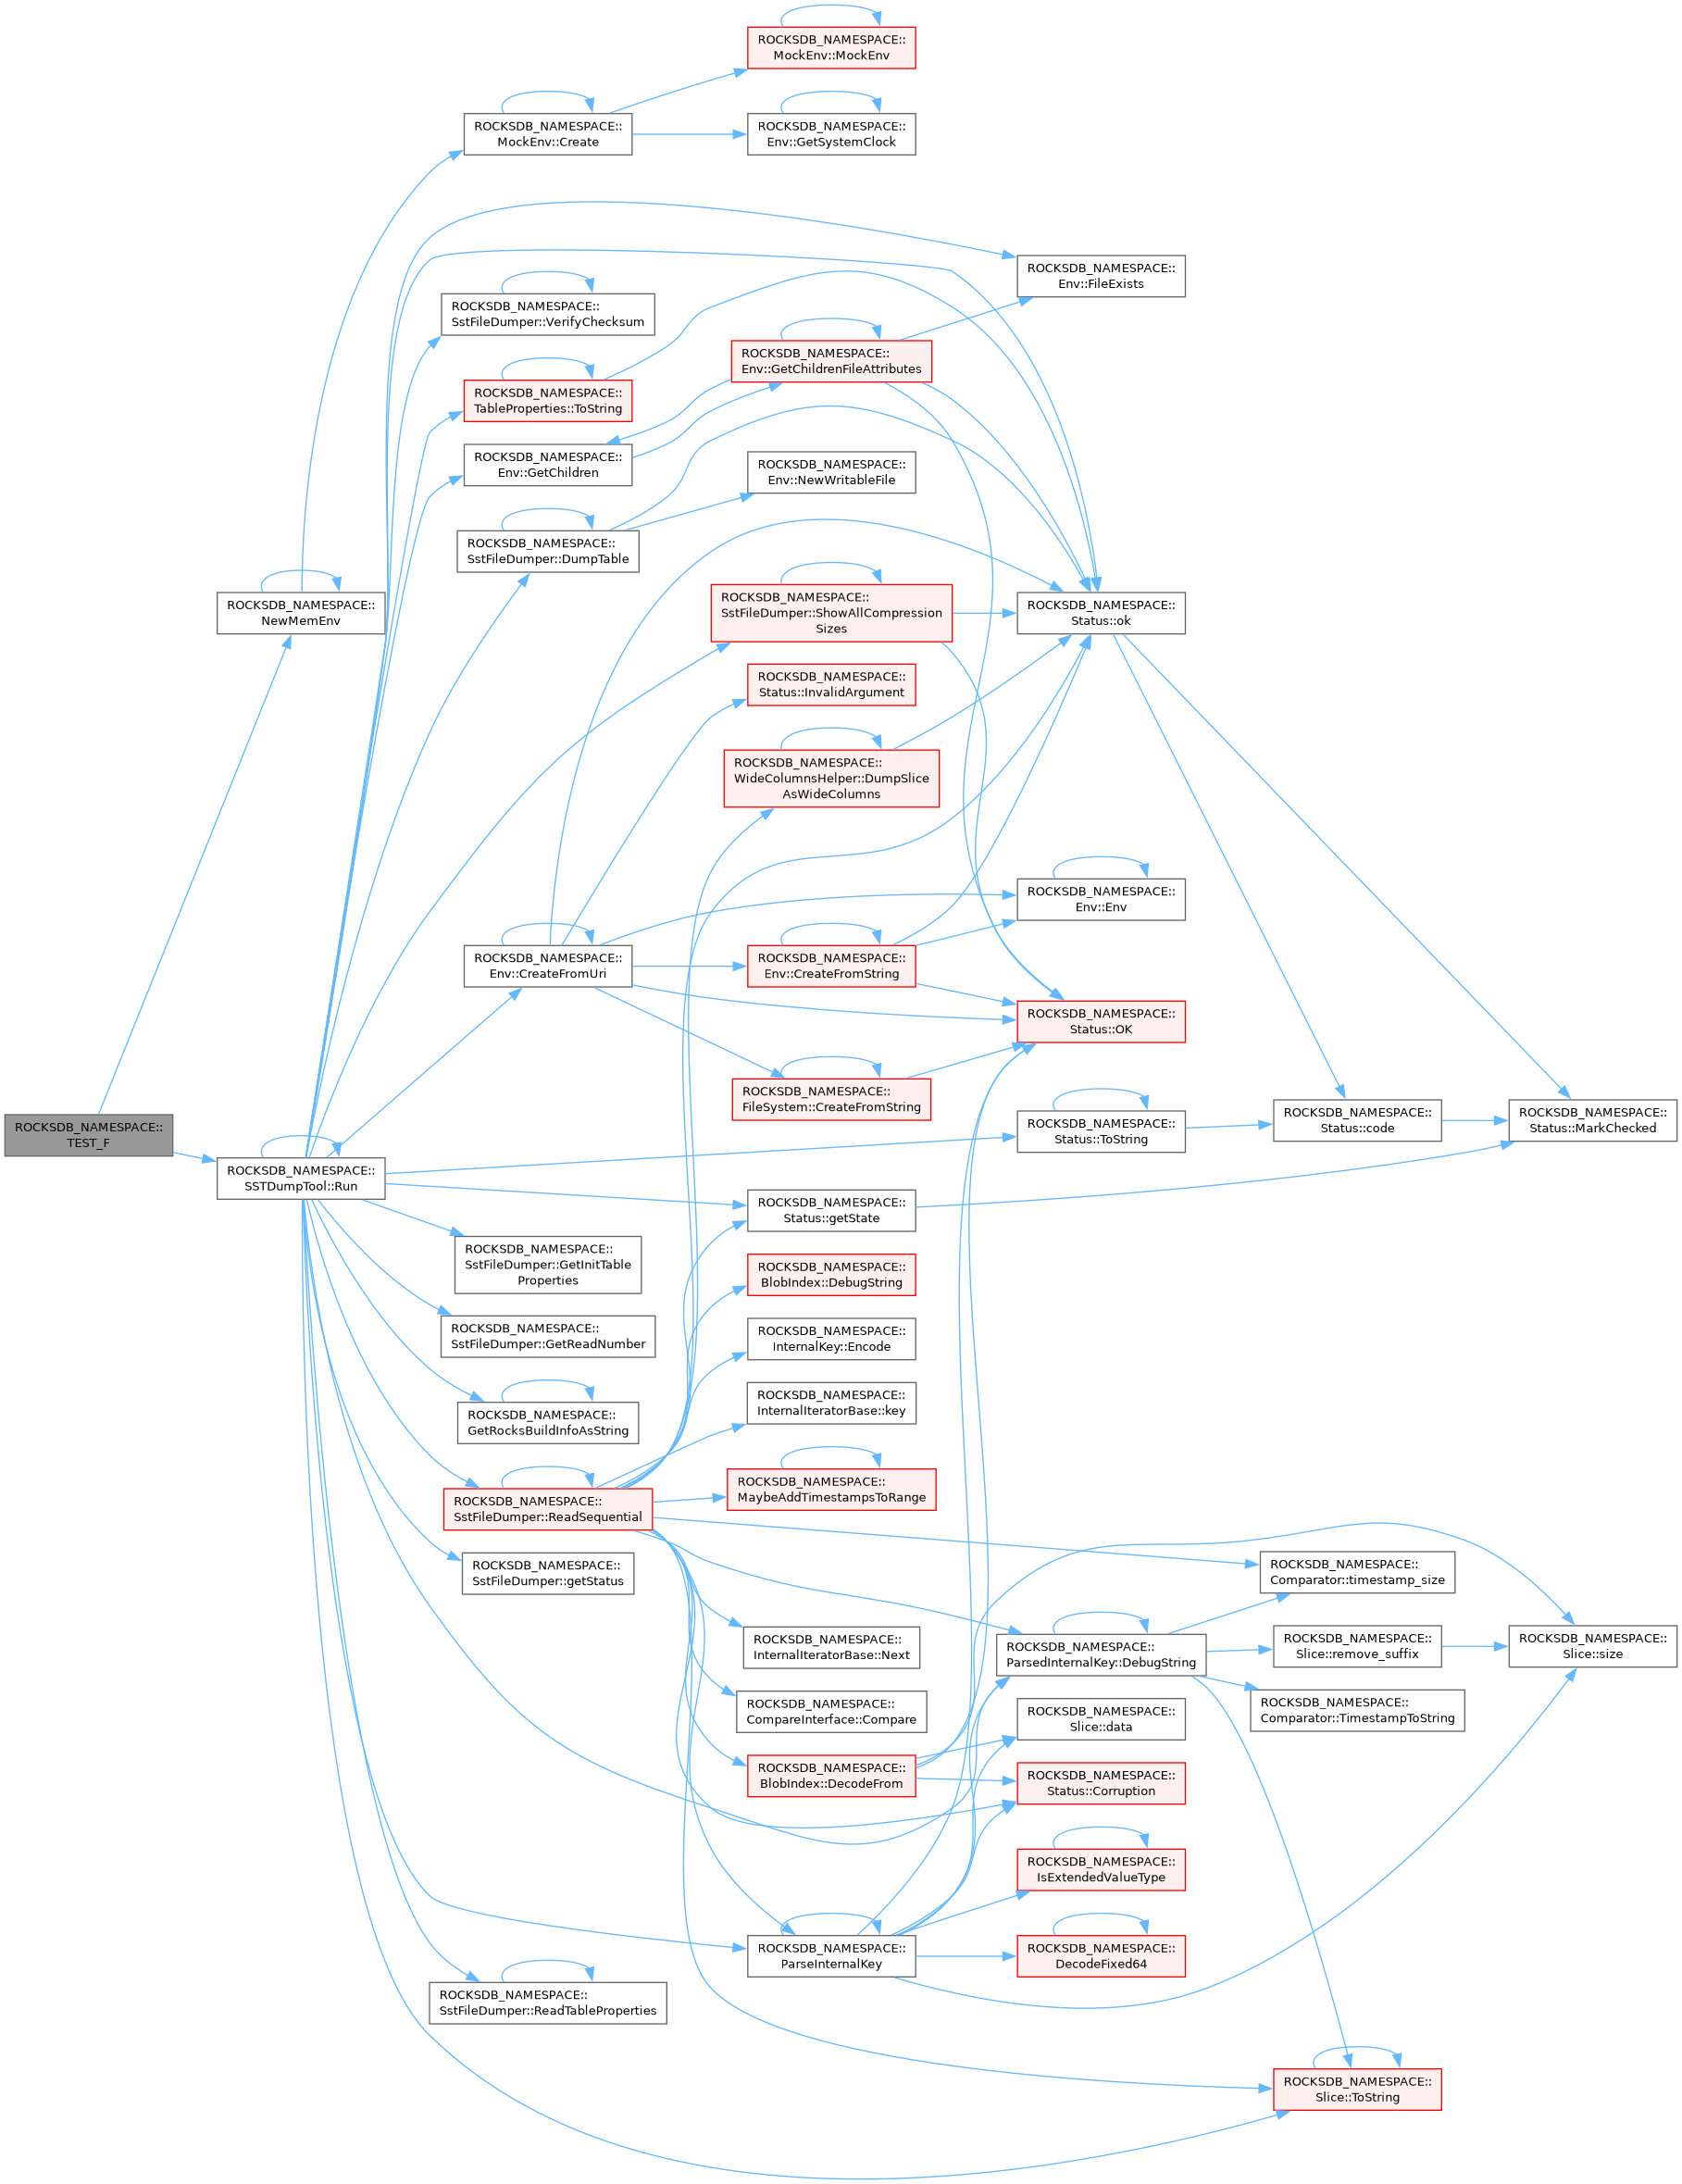 ROCKSDB_NAMESPACE::
MockEnv::MockEnv
ROCKSDB_NAMESPACE::
MockEnv::Create
ROCKSDB_NAMESPACE::
Env::GetSystemClock
ROCKSDB_NAMESPACE::
Env::FileExists
ROCKSDB_NAMESPACE::
SstFileDumper::VerifyChecksum
ROCKSDB_NAMESPACE::
Env::GetChildrenFileAttributes
ROCKSDB_NAMESPACE::
TableProperties::ToString
ROCKSDB_NAMESPACE::
Env::GetChildren
ROCKSDB_NAMESPACE::
Env::NewWritableFile
ROCKSDB_NAMESPACE::
SstFileDumper::DumpTable
ROCKSDB_NAMESPACE::
NewMemEnv
ROCKSDB_NAMESPACE::
SstFileDumper::ShowAllCompression
Sizes
ROCKSDB_NAMESPACE::
Status::ok
ROCKSDB_NAMESPACE::
Status::InvalidArgument
ROCKSDB_NAMESPACE::
WideColumnsHelper::DumpSlice
AsWideColumns
ROCKSDB_NAMESPACE::
Env::Env
ROCKSDB_NAMESPACE::
Env::CreateFromUri
ROCKSDB_NAMESPACE::
Env::CreateFromString
ROCKSDB_NAMESPACE::
Status::OK
ROCKSDB_NAMESPACE::
FileSystem::CreateFromString
ROCKSDB_NAMESPACE::
TEST_F
ROCKSDB_NAMESPACE::
Status::ToString
ROCKSDB_NAMESPACE::
Status::code
ROCKSDB_NAMESPACE::
Status::MarkChecked
ROCKSDB_NAMESPACE::
SSTDumpTool::Run
ROCKSDB_NAMESPACE::
Status::getState
ROCKSDB_NAMESPACE::
SstFileDumper::GetInitTable
Properties
ROCKSDB_NAMESPACE::
BlobIndex::DebugString
ROCKSDB_NAMESPACE::
SstFileDumper::GetReadNumber
ROCKSDB_NAMESPACE::
InternalKey::Encode
ROCKSDB_NAMESPACE::
GetRocksBuildInfoAsString
ROCKSDB_NAMESPACE::
InternalIteratorBase::key
ROCKSDB_NAMESPACE::
SstFileDumper::ReadSequential
ROCKSDB_NAMESPACE::
MaybeAddTimestampsToRange
ROCKSDB_NAMESPACE::
SstFileDumper::getStatus
ROCKSDB_NAMESPACE::
Comparator::timestamp_size
ROCKSDB_NAMESPACE::
InternalIteratorBase::Next
ROCKSDB_NAMESPACE::
ParsedInternalKey::DebugString
ROCKSDB_NAMESPACE::
Slice::remove_suffix
ROCKSDB_NAMESPACE::
Slice::size
ROCKSDB_NAMESPACE::
CompareInterface::Compare
ROCKSDB_NAMESPACE::
Slice::data
ROCKSDB_NAMESPACE::
Comparator::TimestampToString
ROCKSDB_NAMESPACE::
BlobIndex::DecodeFrom
ROCKSDB_NAMESPACE::
Status::Corruption
ROCKSDB_NAMESPACE::
IsExtendedValueType
ROCKSDB_NAMESPACE::
ParseInternalKey
ROCKSDB_NAMESPACE::
DecodeFixed64
ROCKSDB_NAMESPACE::
SstFileDumper::ReadTableProperties
ROCKSDB_NAMESPACE::
Slice::ToString